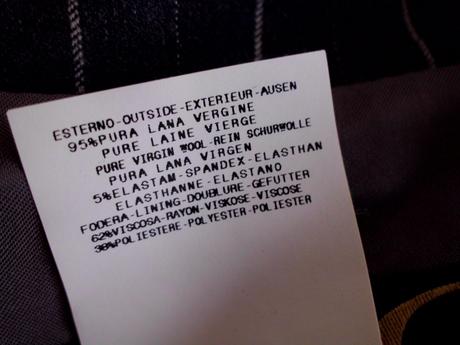 ESTERNO-OUTSIDE-EXTERIEUR-AUSEN
95%PURA LANA VERGINE
PURE LAINE VIERGE
PURE VIRGIN WOOL-REIN SCHURWOLLE
PURA LANA VIRGEN
5%ELASTAM-SPANDEX-ELASTHAN
ELASTHANNE-ELASTANO
FODERA-LINING-DOUBLURE-GEFUTTER
62%VISCOSA-RAYON-VISKOSE-VISCOSE
38%POLIESTERE-POLYESTER-POLIESTER